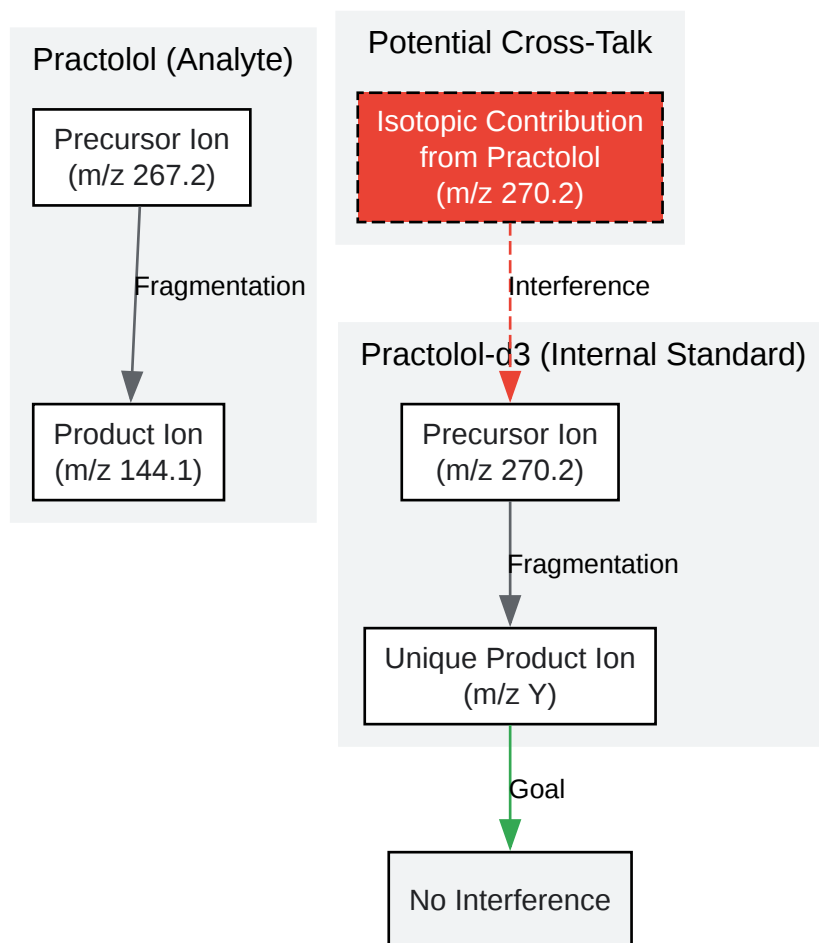 Practolol (Analyte)
Precursor Ion
(m/z 267.2)
Fragmentation
Product Ion
(m/z 144.1)
Potential Cross-Talk
Isotopic Contribution
from Practolol
(m/z 270.2)
Interference
Practolol-d3 (Internal Standard)
Precursor Ion
(m/z 270.2)
Fragmentation
Unique Product Ion
(m/z Y)
Goal
No Interference